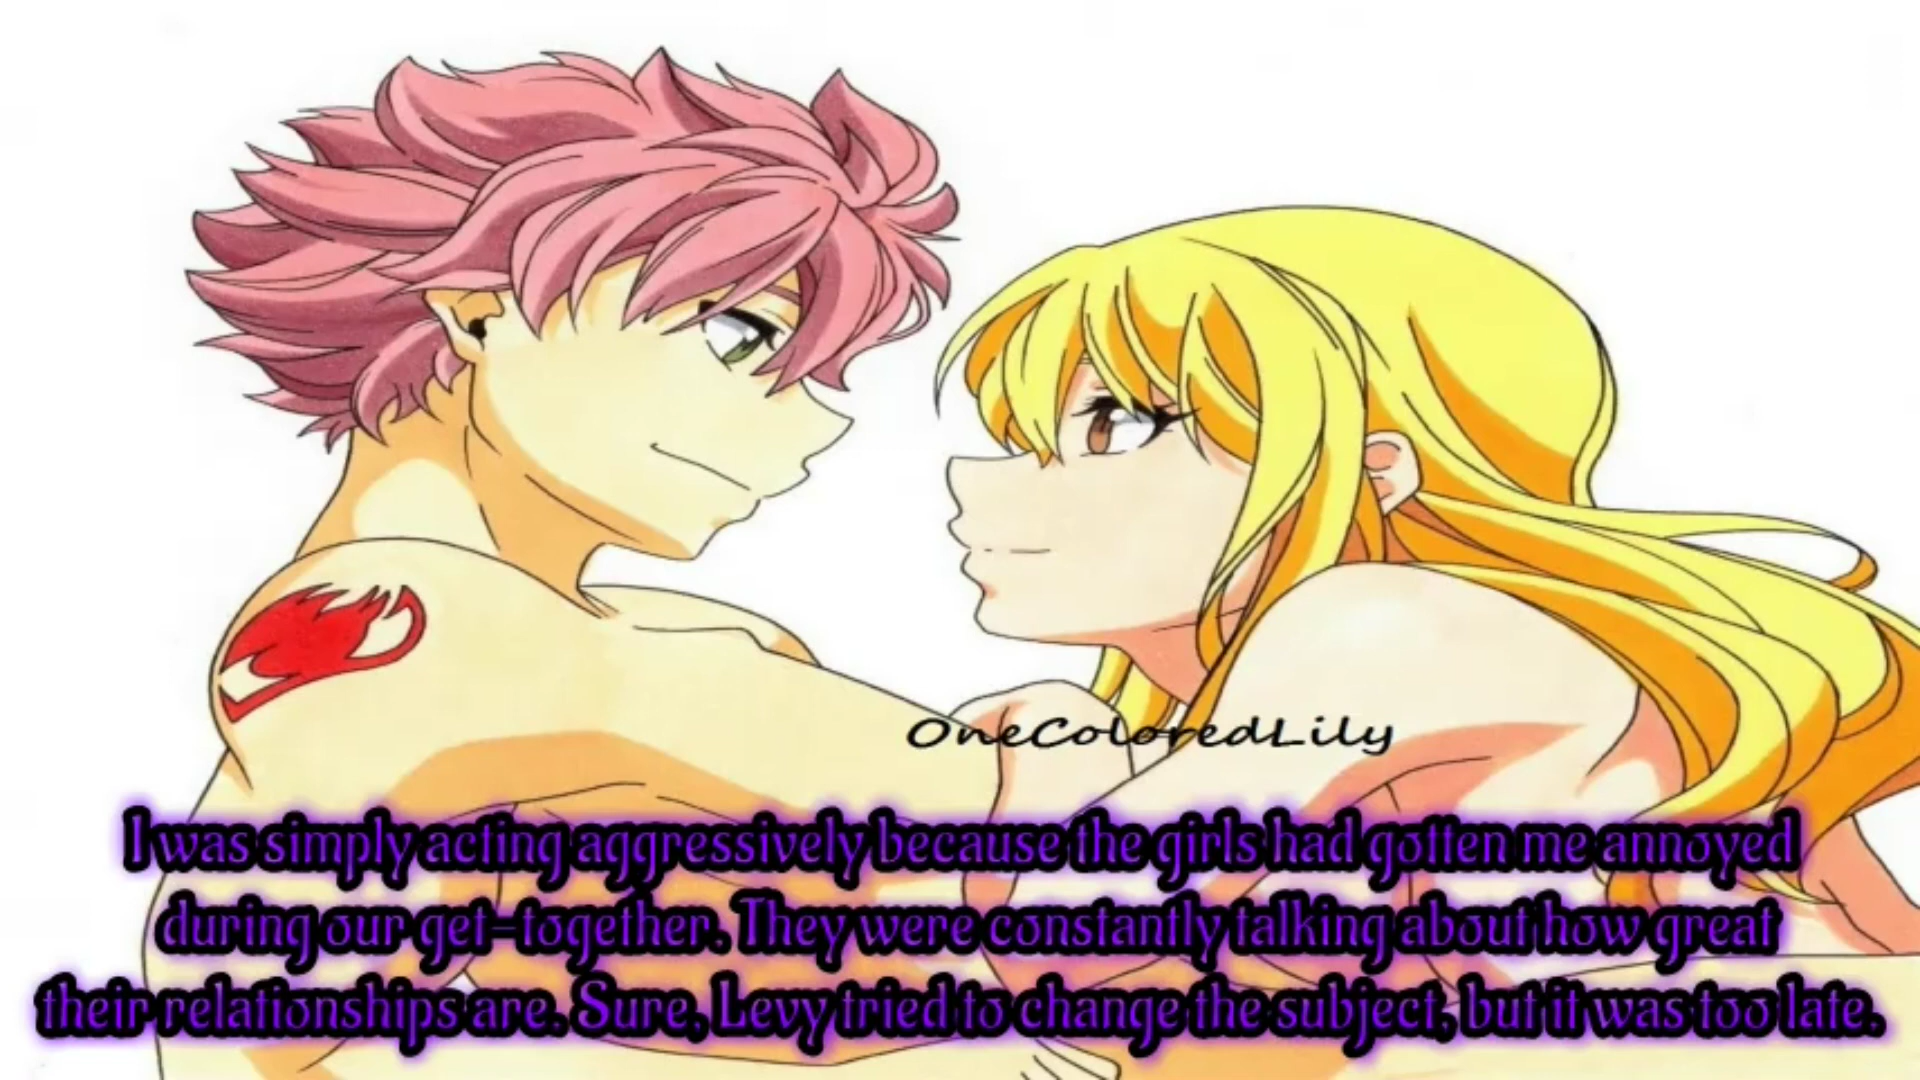 OneColoredLily
I was simply acting aggressively because the girls had gotten me annoyed
during our get-together. They were constantly talking about how great
their relationships are. Sure, Levy tried to change the subject, but it was too late.